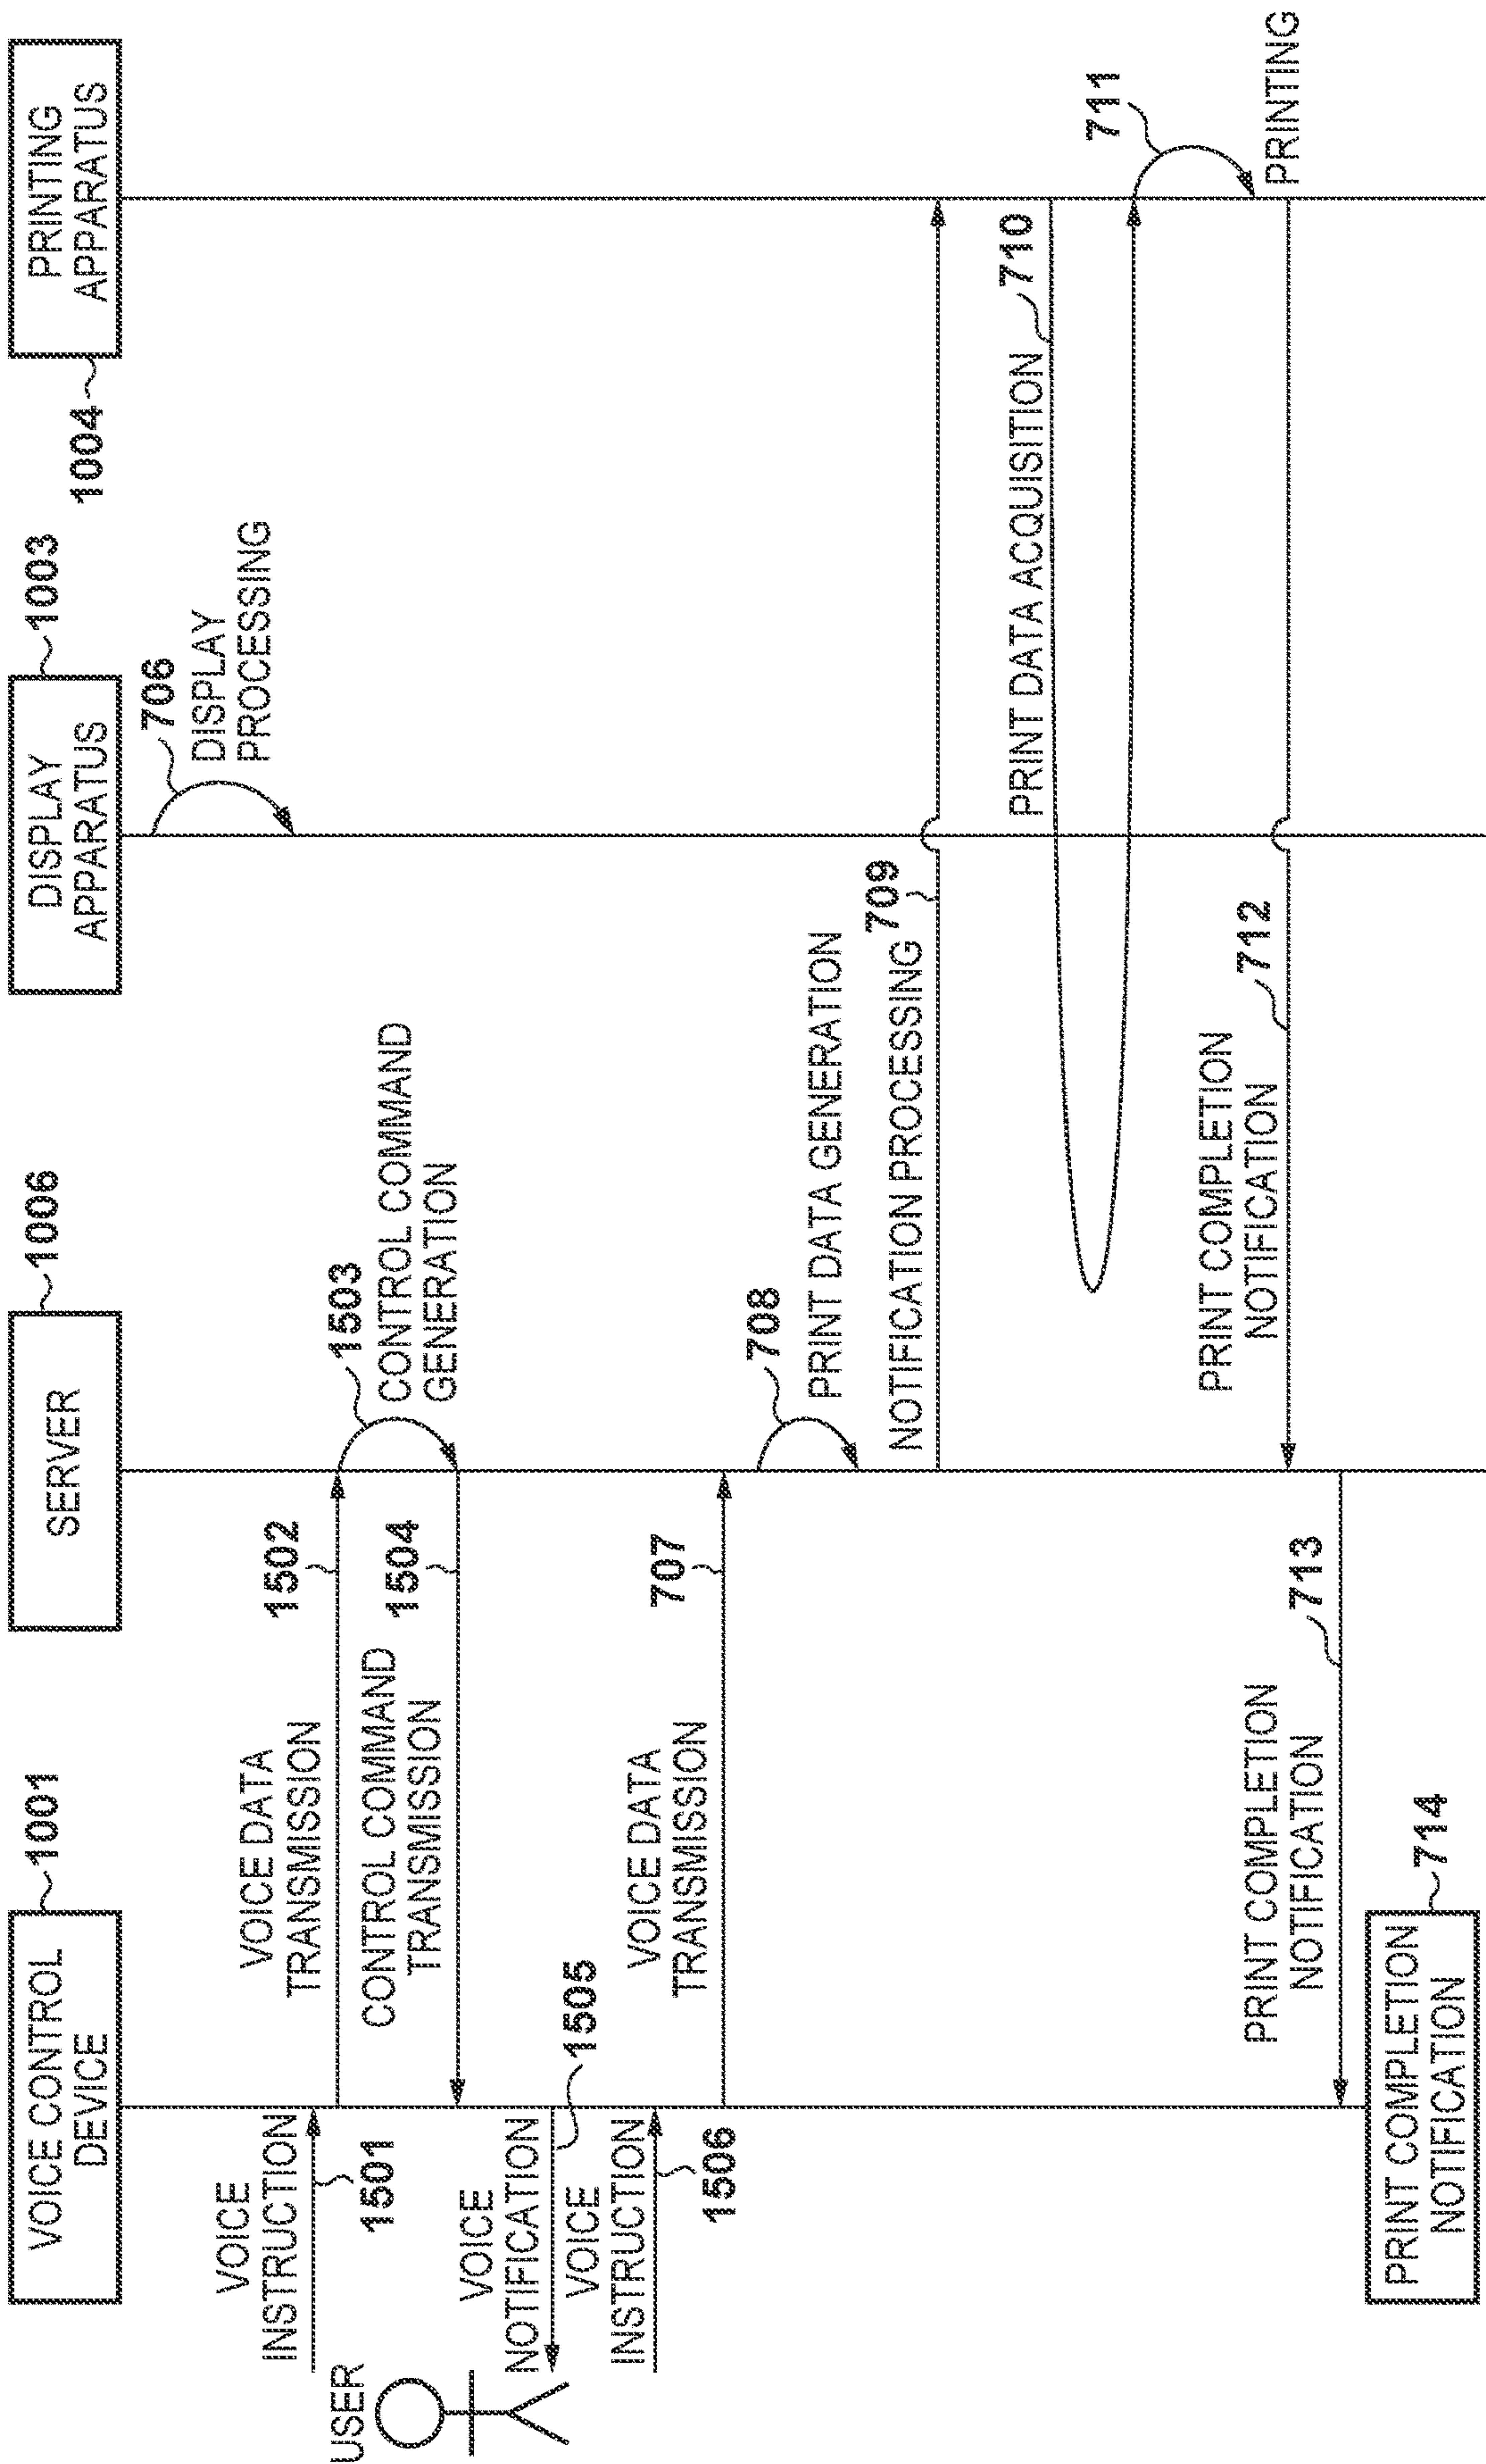 VOICE CONTROL
DEVICE
1001
SERVER
1006
DISPLAY
APPARATUS
1003
PRINTING
APPARATUS
1004
706
DISPLAY
PROCESSING
USER
VOICE
INSTRUCTION
1501
VOICE DATA
TRANSMISSION
1502
1503
CONTROL COMMAND
GENERATION
CONTROL COMMAND
TRANSMISSION
1504
VOICE
NOTIFICATION
1505
VOICE
INSTRUCTION
1506
VOICE DATA
TRANSMISSION
707
708
PRINT DATA GENERATION
NOTIFICATION PROCESSING
709
PRINT DATA ACQUISITION
710
711
PRINTING
PRINT COMPLETION
NOTIFICATION
712
PRINT COMPLETION
NOTIFICATION
713
PRINT COMPLETION
NOTIFICATION
714